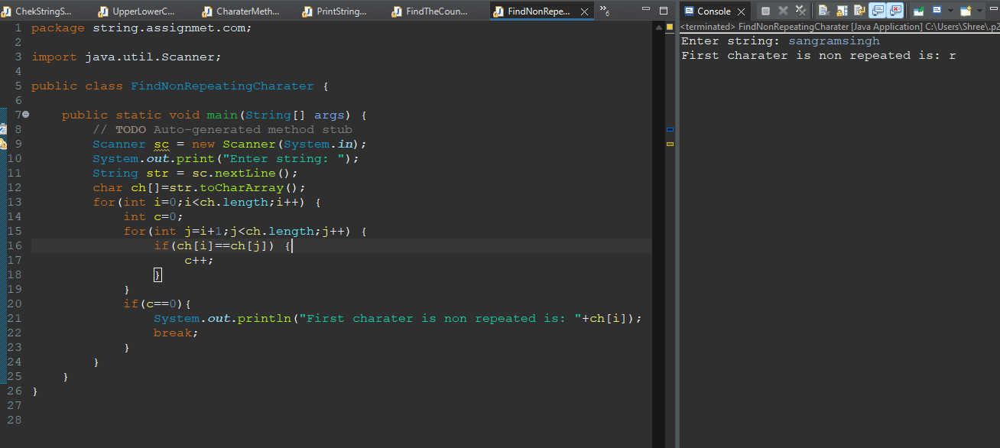 ChekStringS...
UpperLowerC...
CharaterMeth...
PrintString...
FindTheCoun...
FindNonRepe...
»6
1 package string.assignmet.com;
2
3 import java.util.Scanner;
4
5 public class FindNonRepeatingCharater {
6
7 public static void main(String[] args) {
8 // TODO Auto-generated method stub
9 Scanner sc = new Scanner(System.in);
10 System.out.print("Enter string: ");
11 String str = sc.nextLine();
12 char ch[]=str.toCharArray();
13 for(int i=0;i<ch.length;i++) {
14 int c=0;
15 for(int j=i+1;j<ch.length;j++) {
16 if(ch[i]==ch[j]) {
17 c++;
18 }
19 }
20 if(c==0){
21 System.out.println("First charater is non repeated is: "+ch[i]);
22 break;
23 }
24 }
25 }
26 }
27
28
Console
<terminated> FindNonRepeatingCharater [Java Application] C:\Users\Shree\.p2
Enter string: sangramsingh
First charater is non repeated is: r